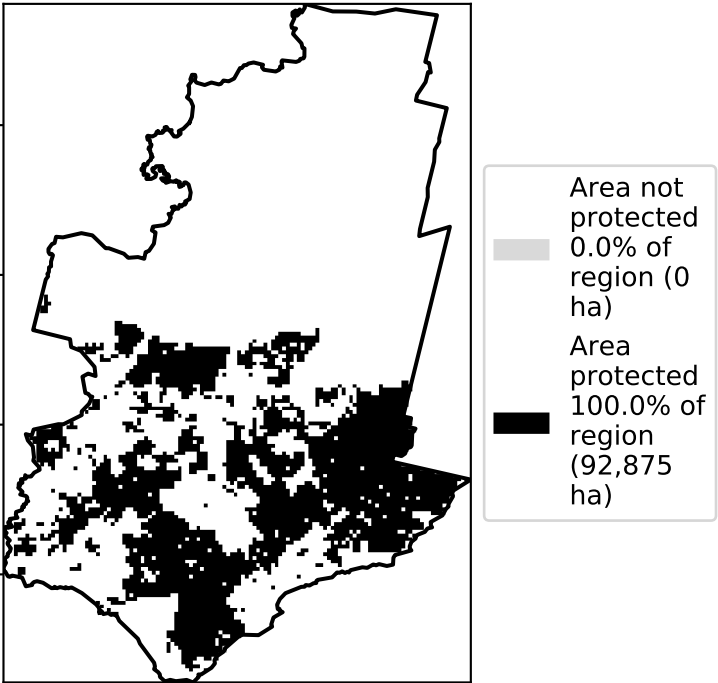 Area not
protected
0.0% of
region (0
ha)
Area
protected
100.0% of
region
(92,875
ha)